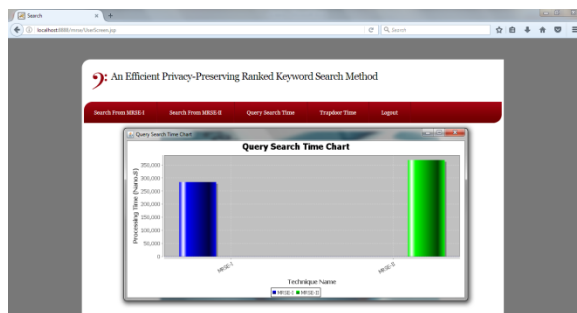 Search
localhost:8888/mrse/UserScreen.jsp
Search
An Efficient Privacy-Preserving Ranked Keyword Search Method
Search From MRSE-I Search From MRSE-II Query Search Time Trapdoor Time Logout
Query Search Time Chart
Query Search Time Chart
350,000
300,000
250,000
200,000
150,000
100,000
50,000
0
Processing Time (Nano.S)
MRSE-I MRSE-II
Technique Name
MRSE-I MRSE-II